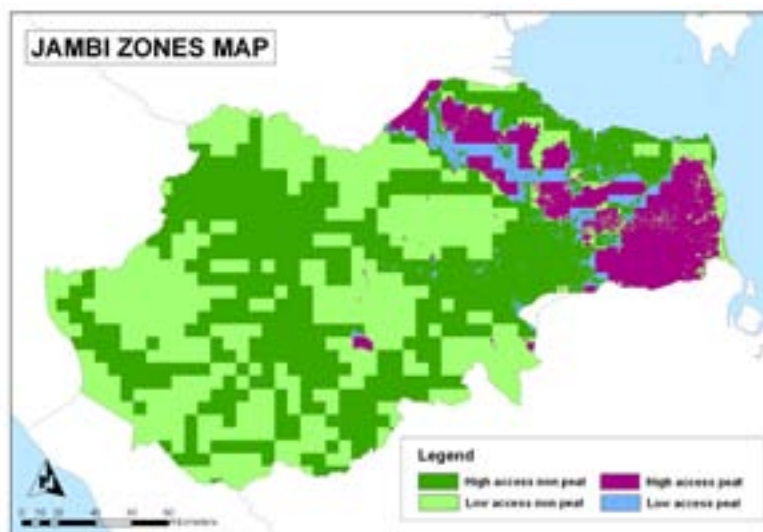 JAMBI ZONES MAP
Legend
High access non peat
High access peat
Low access non peat
Low access peat